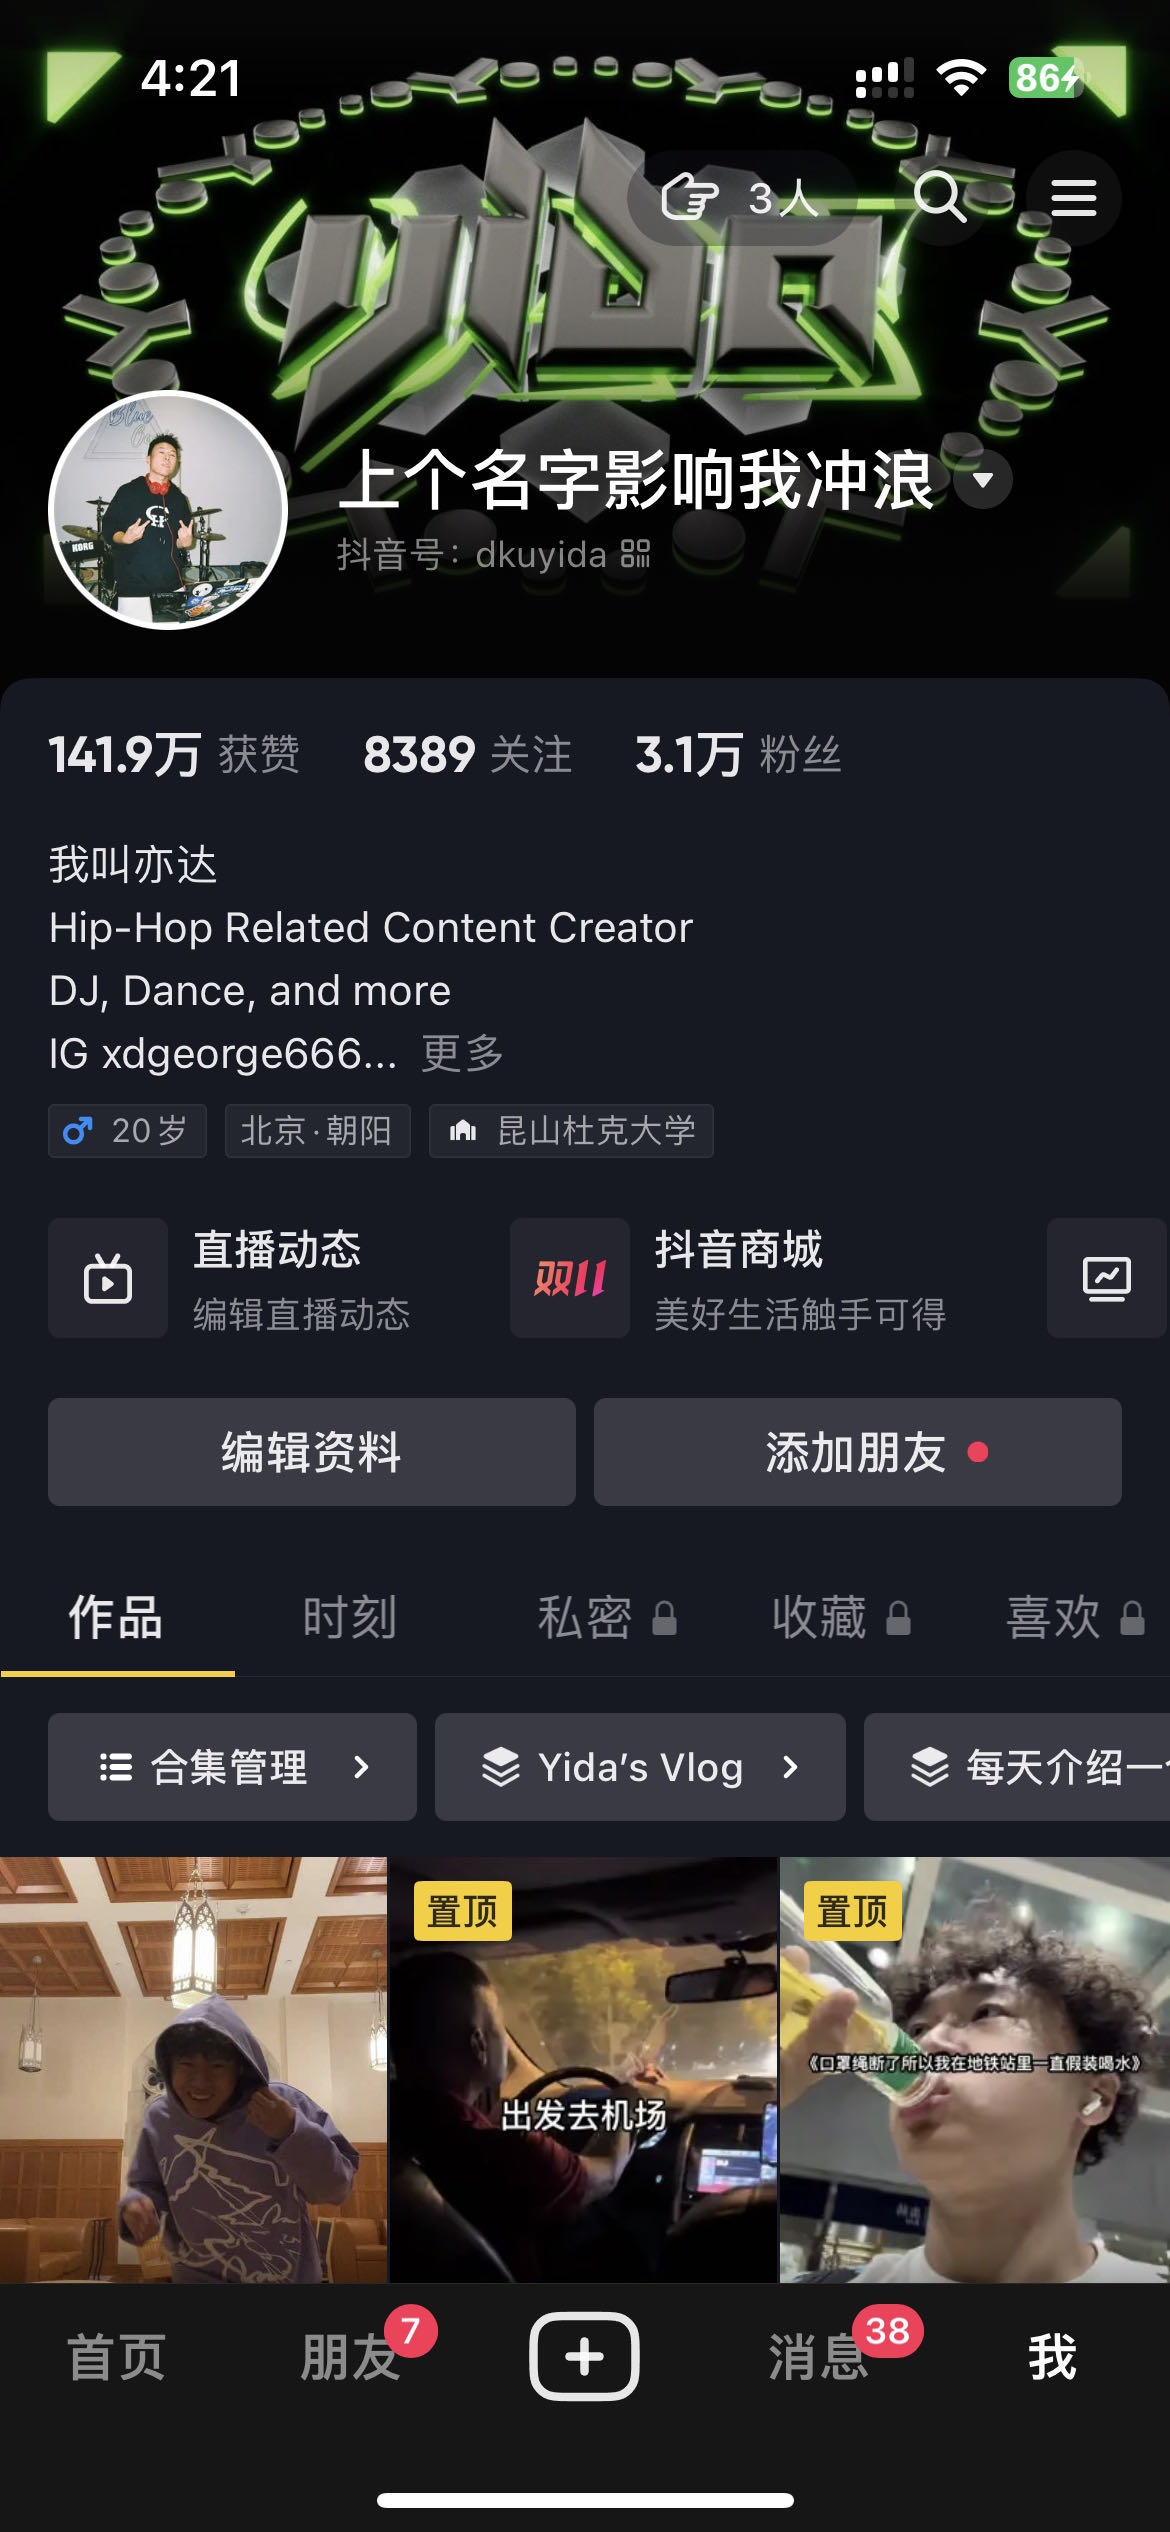 4:21
86
YIDA
3人
上个名字影响我冲浪
抖音号：dkuyida
KORG
141.9万 获赞 8389 关注 3.1万 粉丝
我叫亦达
Hip-Hop Related Content Creator
DJ, Dance, and more
IG xdgeorge666... 更多
20岁 北京·朝阳 昆山杜克大学
直播动态
编辑直播动态
双11
抖音商城
美好生活触手可得
编辑资料 添加朋友
作品 时刻 私密 收藏 喜欢
合集管理 Yida's Vlog 每天介绍一
置顶
出发去机场
置顶
《口罩绳断了所以我在地铁站里一直假装喝水》
首页 朋友 7 消息 38 我